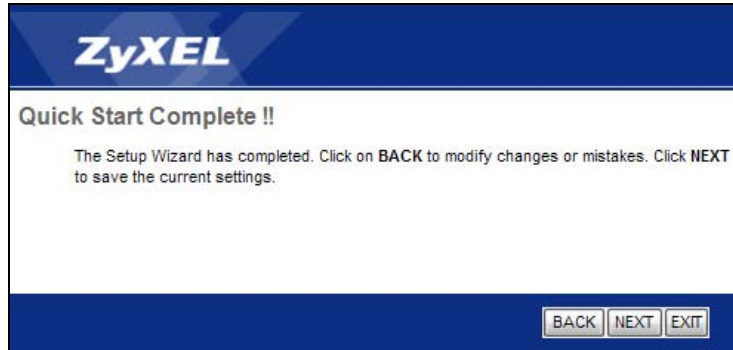 ZyXEL
Quick Start Complete !!
The Setup Wizard has completed. Click on BACK to modify changes or mistakes. Click NEXT
to save the current settings.
BACK NEXT EXIT